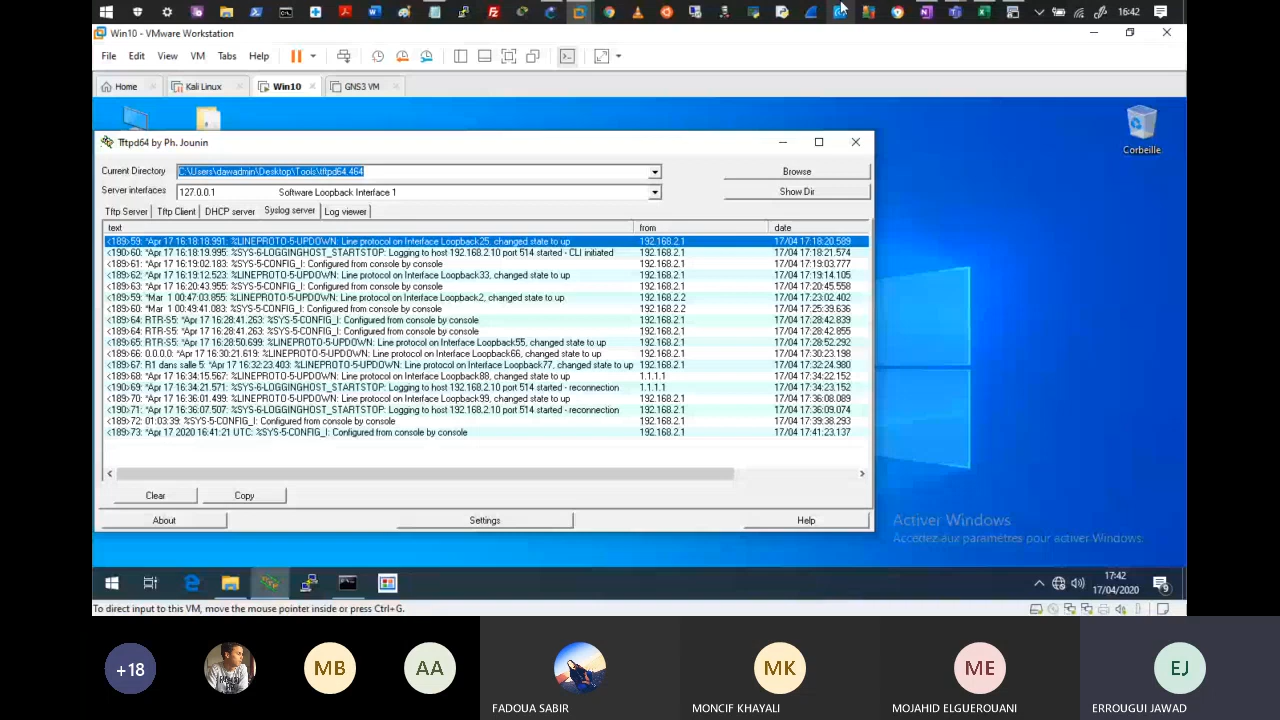 16:42
Win10 - VMware Workstation
File Edit View VM Tabs Help
Home Kali Linux Win10 GNS3 VM
Corbeille
Tftpd64 by Ph. Jounin
Current Directory C:\Users\dawadmin\Desktop\Tools\tftpd64.464 Browse
Server interfaces 127.0.0.1 Software Loopback Interface 1 Show Dir
Tftp Server Tftp Client DHCP server Syslog server Log viewer
text from date
<189>59: *Apr 17 16:18:18.991: %LINEPROTO-5-UPDOWN: Line protocol on Interface Loopback25, changed state to up 192.168.2.1 17/04 17:18:20.589
<190>60: *Apr 17 16:18:19.995: %SYS-6-LOGGINGHOST_STARTSTOP: Logging to host 192.168.2.10 port 514 started - CLI initiated 192.168.2.1 17/04 17:18:21.574
<189>61: *Apr 17 16:19:02.183: %SYS-5-CONFIG_I: Configured from console by console 192.168.2.1 17/04 17:19:03.777
<189>62: *Apr 17 16:19:12.523: %LINEPROTO-5-UPDOWN: Line protocol on Interface Loopback33, changed state to up 192.168.2.1 17/04 17:19:14.105
<189>63: *Apr 17 16:20:43.955: %SYS-5-CONFIG_I: Configured from console by console 192.168.2.1 17/04 17:20:45.558
<189>59: *Mar 1 00:47:03.855: %LINEPROTO-5-UPDOWN: Line protocol on Interface Loopback2, changed state to up 192.168.2.2 17/04 17:23:02.402
<189>60: *Mar 1 00:49:41.083: %SYS-5-CONFIG_I: Configured from console by console 192.168.2.2 17/04 17:25:39.636
<189>64: RTR-S5: *Apr 17 16:28:41.263: %SYS-5-CONFIG_I: Configured from console by console 192.168.2.1 17/04 17:28:42.839
<189>64: RTR-S5: *Apr 17 16:28:41.263: %SYS-5-CONFIG_I: Configured from console by console 192.168.2.1 17/04 17:28:42.855
<189>65: RTR-S5: *Apr 17 16:28:50.699: %LINEPROTO-5-UPDOWN: Line protocol on Interface Loopback55, changed state to up 192.168.2.1 17/04 17:28:52.292
<189>66: 0.0.0.0: *Apr 17 16:30:21.619: %LINEPROTO-5-UPDOWN: Line protocol on Interface Loopback66, changed state to up 192.168.2.1 17/04 17:30:23.198
<189>67: R1 dans salle 5: *Apr 17 16:32:23.403: %LINEPROTO-5-UPDOWN: Line protocol on Interface Loopback77, changed state to up 192.168.2.1 17/04 17:32:24.980
<189>68: *Apr 17 16:34:15.567: %LINEPROTO-5-UPDOWN: Line protocol on Interface Loopback88, changed state to up 1.1.1.1 17/04 17:34:22.152
<190>69: *Apr 17 16:34:21.571: %SYS-6-LOGGINGHOST_STARTSTOP: Logging to host 192.168.2.10 port 514 started - reconnection 1.1.1.1 17/04 17:34:23.152
<189>70: *Apr 17 16:36:01.499: %LINEPROTO-5-UPDOWN: Line protocol on Interface Loopback99, changed state to up 192.168.2.1 17/04 17:36:08.089
<190>71: *Apr 17 16:36:07.507: %SYS-6-LOGGINGHOST_STARTSTOP: Logging to host 192.168.2.10 port 514 started - reconnection 192.168.2.1 17/04 17:36:09.074
<189>72: 01:03:39: %SYS-5-CONFIG_I: Configured from console by console 192.168.2.1 17/04 17:39:38.293
<189>73: *Apr 17 2020 16:41:21 UTC: %SYS-5-CONFIG_I: Configured from console by console 192.168.2.1 17/04 17:41:23.137
Clear Copy
About Settings Help
Activer Windows
Accédez aux paramètres pour activer Windows.
17:42
17/04/2020
9
To direct input to this VM, move the mouse pointer inside or press Ctrl+G.
+18 MB AA MK ME EJ
FADOUA SABIR MONCIF KHAYALI MOJAHID ELGUEROUANI ERROUGUI JAWAD